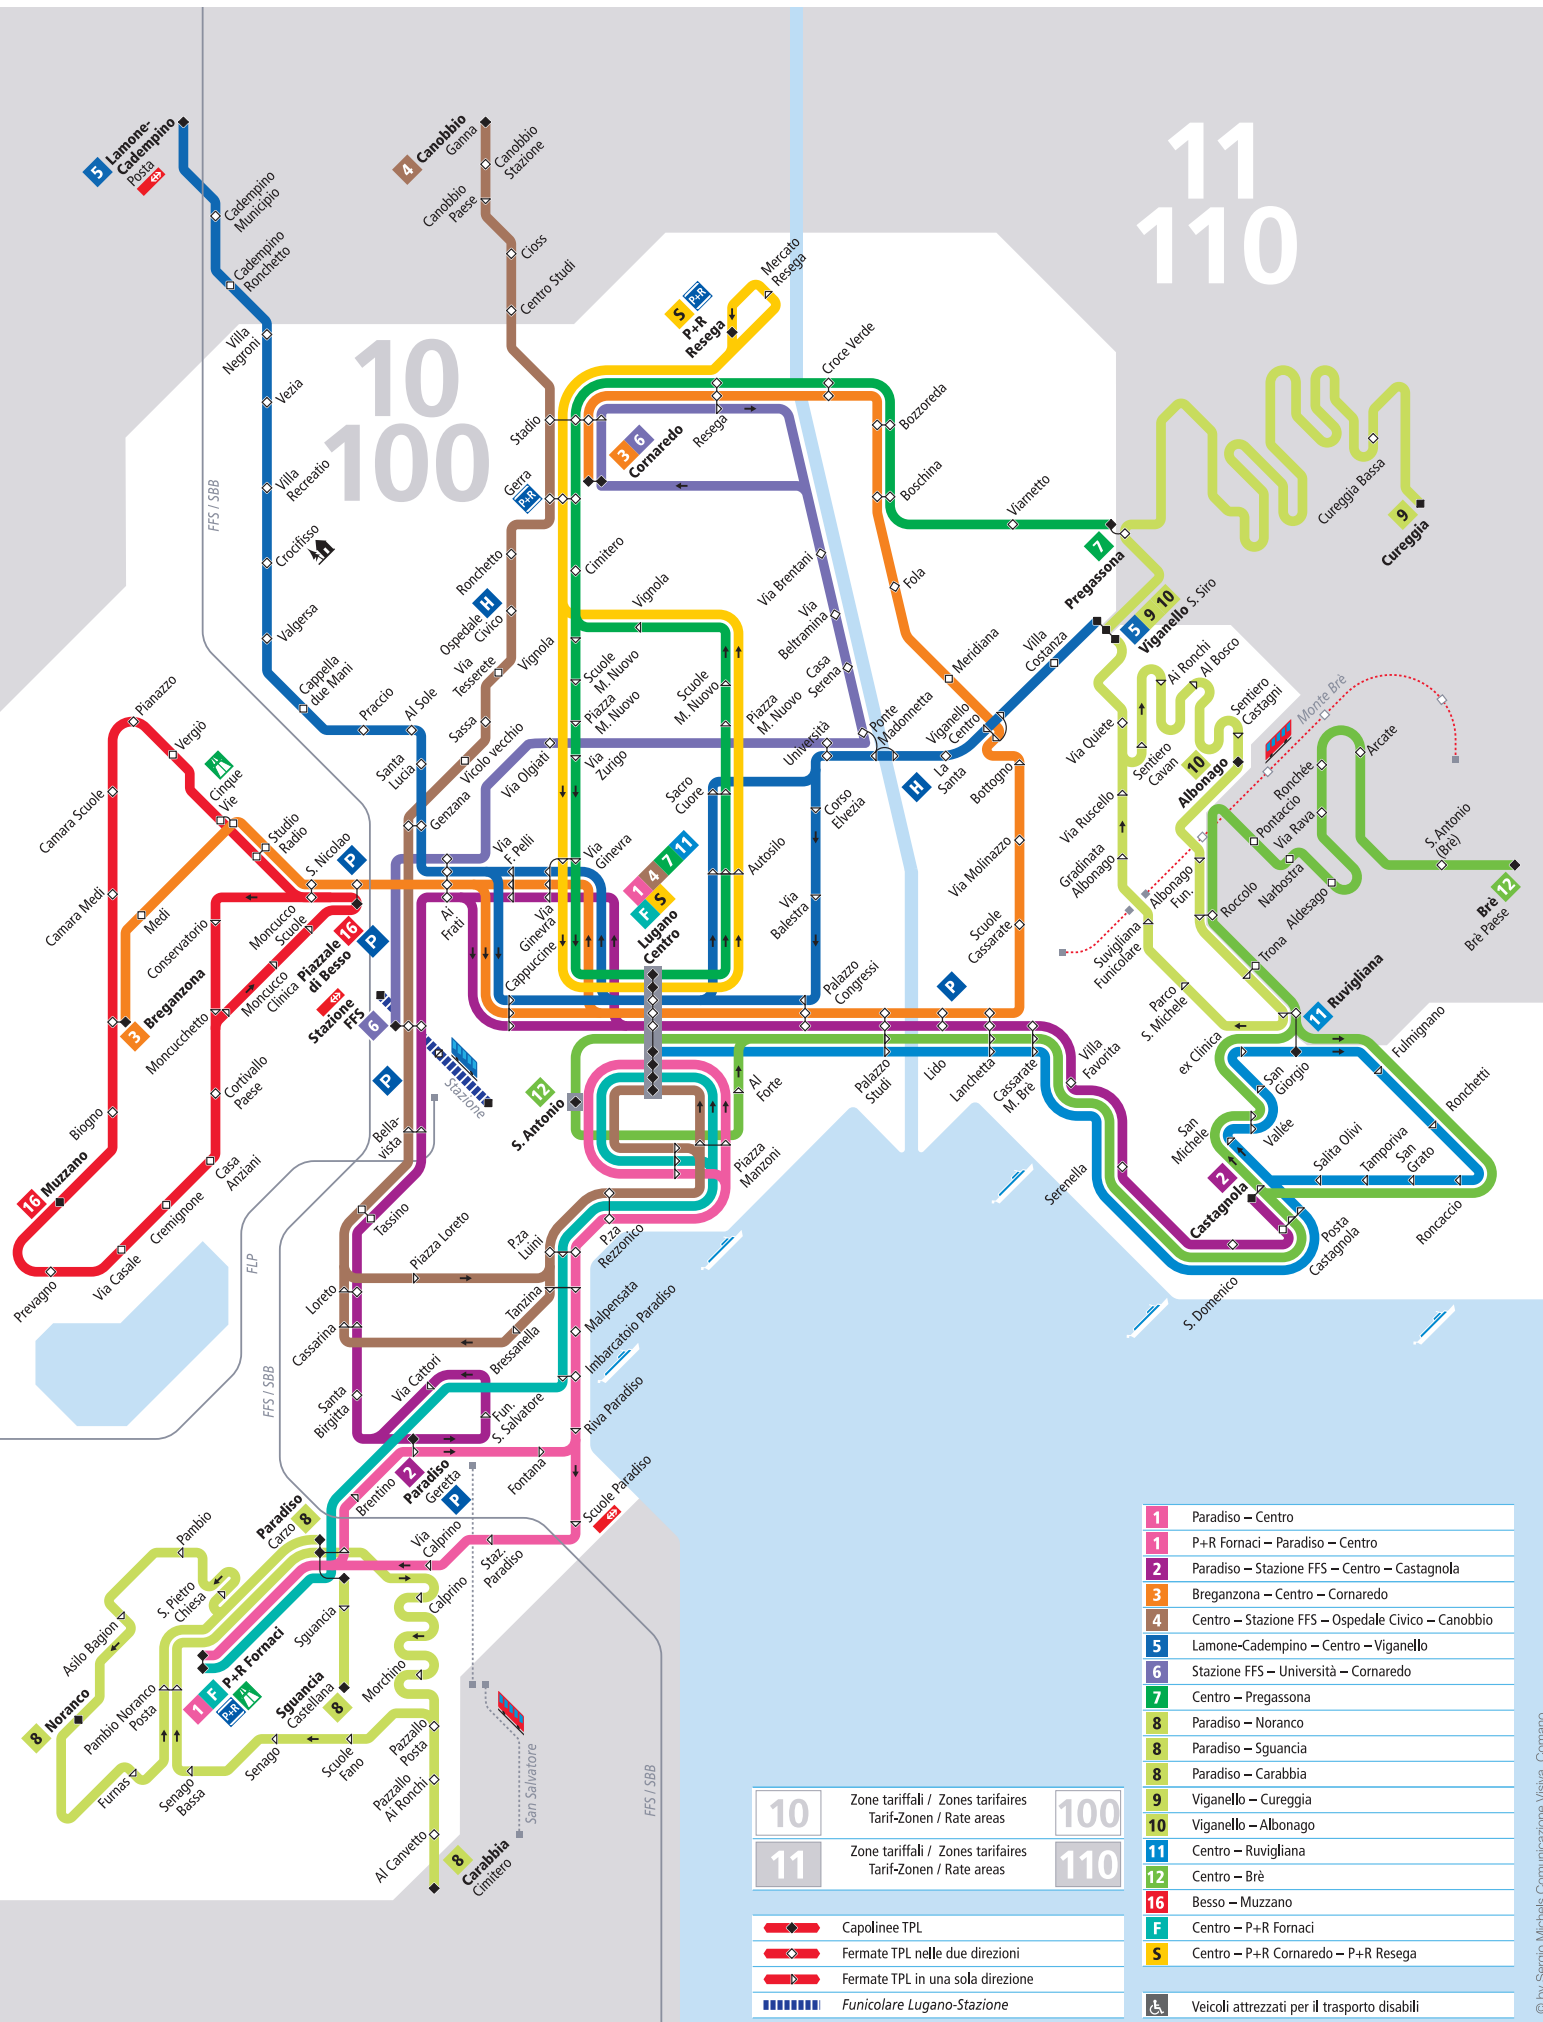 11
110
10
100
5
Lamone-
Cadempino
Posta
Cadempino
Municipio
Cadempino
Ronchetto
Villa
Negroni
Vezia
Villa
Recreatio
Crocifisso
Valgersa
Cappella
due Mani
Praccio
Al Sole
Santa
Lucia
FFS / SBB
4
Canobbio
Ganna
Canobbio
Stazione
Canobbio
Paese
Cioss
Centro Studi
Stadio
Gerra
P+R
Ronchetto
Ospedale
Civico
H
Via
Tesserete
Vignola
Sassa
Vicolo vecchio
Genzana
S
P+R
P+R
Resega
Mercato
Resega
Croce Verde
Resega
3
6
Cornaredo
Bozzoreda
Boschina
Viarnetto
7
Pregassona
Cimitero
Vignola
Scuole
M. Nuovo
Piazza
M. Nuovo
Via
Zurigo
Via Olgiati
Scuole
M. Nuovo
Piazza
M. Nuovo
Sacro
Cuore
Autosilo
Via Brentani
Via
Beltramina
Casa
Serena
Università
Ponte
Madonnetta
Fola
Meridiana
Villa
Costanza
Viganello
Centro
La
Santa
H
Bottogno
Corso
Elvezia
Via
Balestra
Via Molinazzo
Scuole
Cassarate
5
9
10
Viganello S. Siro
Cureggia Bassa
9
Cureggia
Ai Ronchi
Al Bosco
Sentiero
Castagni
Via Quiete
Sentiero
Cavan
10
Albonago
Monte Brè
Via Ruscello
Gradinata
Albonago
Albonago
Fun.
Suvigliana
Funicolare
Parco
S. Michele
Ronchée
Arcate
Pontaccio
Via Rava
Narbostra
Aldesago
Roccolo
Trona
S. Antonio
(Brè)
Brè
Brè Paese
12
11
Ruvigliana
ex Clinica
Fulmignano
Ronchetti
San
Giorgio
Vallée
San
Michele
Salita Olivi
Tamporiva
San
Grato
Roncaccio
2
Castagnola
Posta
Castagnola
S. Domenico
Serenella
Villa
Favorita
Cassarate
M. Brè
Lanchetta
Lido
Palazzo
Studi
Palazzo
Congressi
P
Pianazzo
Vergiò
Cinque
Vie
Studio
Radio
Camara Scuole
Camara Medi
Medi
S. Nicolao
P
Moncucco
Scuole
Conservatorio
Moncucco
Clinica
Piazzale
di Besso
16
P
3
Breganzona
Moncucchetto
Stazione
FFS
6
P
Stazione
Cortivallo
Paese
Biogno
Casa
Anziani
Cremignone
16
Muzzano
Prevagno
Via Casale
FLP
FFS / SBB
Via
F. Pelli
Via
Ginevra
Ai
Frati
Via
Ginevra
Cappuccine
1
4
7
11
F
S
Lugano
Centro
12
S. Antonio
Al
Forte
Piazza
Manzoni
Bella-
vista
Tassino
Piazza Loreto
P.za
Luini
P.za
Rezzonico
Loreto
Tanzina
Malpensata
Cassarina
Bressanella
Imbarcatoio Paradiso
Via Cattori
Santa
Birgitta
Fun.
S. Salvatore
Riva Paradiso
2
Paradiso
Geretta
P
Fontana
Brentino
Scuole Paradiso
Via
Calprino
Staz.
Paradiso
Paradiso
Carzo
8
Pambio
S. Pietro
Chiesa
Calprino
Asilo Bagion
Sguancia
8
Noranco
Pambio Noranco
Posta
1
F
P+R Fornaci
P+R
Sguancia
Castellana
8
Morchino
Furnas
Senago
Bassa
Senago
Scuole
Fano
Pazzallo
Posta
Pazzallo
Ai Ronchi
Al Canvetto
8
Carabbia
Cimitero
San Salvatore
FFS / SBB
10 Zone tariffali / Zones tarifaires
Tarif-Zonen / Rate areas 100
11 Zone tariffali / Zones tarifaires
Tarif-Zonen / Rate areas 110
Capolinee TPL
Fermate TPL nelle due direzioni
Fermate TPL in una sola direzione
Funicolare Lugano-Stazione
1 Paradiso – Centro
1 P+R Fornaci – Paradiso – Centro
2 Paradiso – Stazione FFS – Centro – Castagnola
3 Breganzona – Centro – Cornaredo
4 Centro – Stazione FFS – Ospedale Civico – Canobbio
5 Lamone-Cadempino – Centro – Viganello
6 Stazione FFS – Università – Cornaredo
7 Centro – Pregassona
8 Paradiso – Noranco
8 Paradiso – Sguancia
8 Paradiso – Carabbia
9 Viganello – Cureggia
10 Viganello – Albonago
11 Centro – Ruvigliana
12 Centro – Brè
16 Besso – Muzzano
F Centro – P+R Fornaci
S Centro – P+R Cornaredo – P+R Resega
Veicoli attrezzati per il trasporto disabili
© by Sergio Michels Comunicazione Visiva, Comano